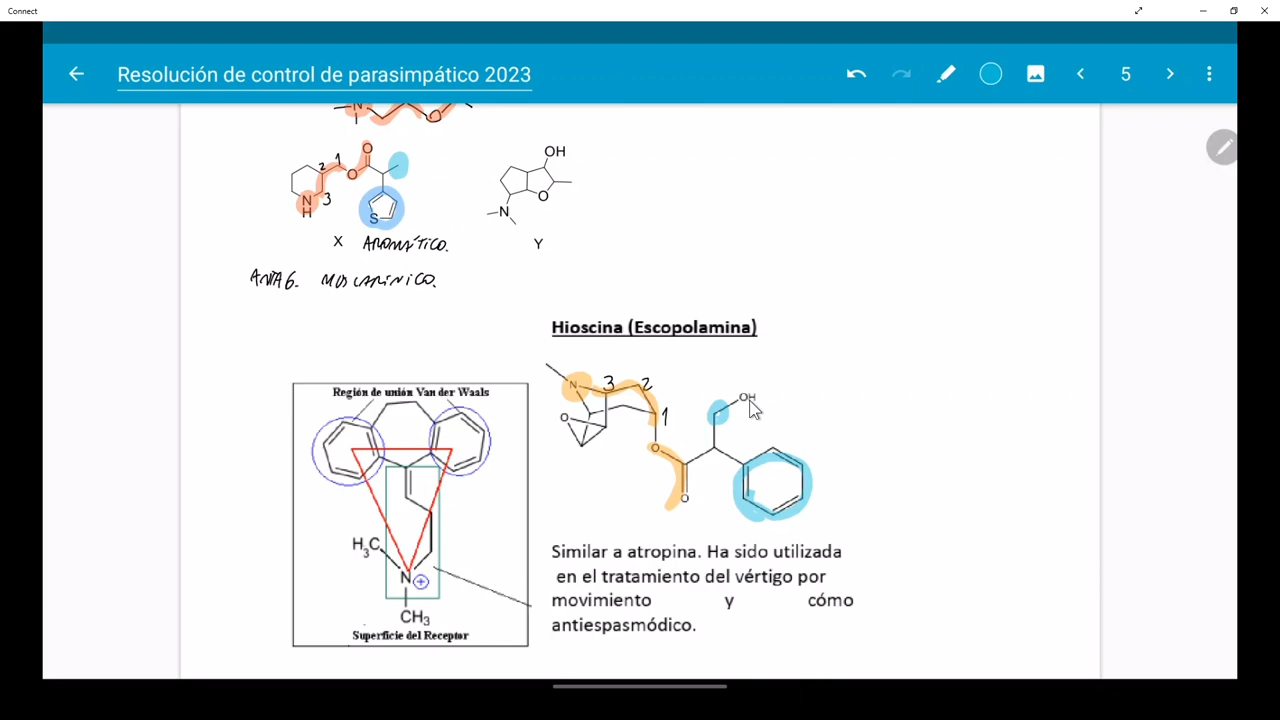 Connect
Resolución de control de parasimpático 2023
5
N
O
2 1 O
O
3
N
H
S
OH
O
N
X AROMÁTICO.
Y
ANTAG. MUSCARÍNICO.
Hioscina (Escopolamina)
Región de unión Van der Waals
N 3 2
OH
O 1
O
O
H₃C
N +
CH₃
Superficie del Receptor
Similar a atropina. Ha sido utilizada
en el tratamiento del vértigo por
movimiento y cómo
antiespasmódico.